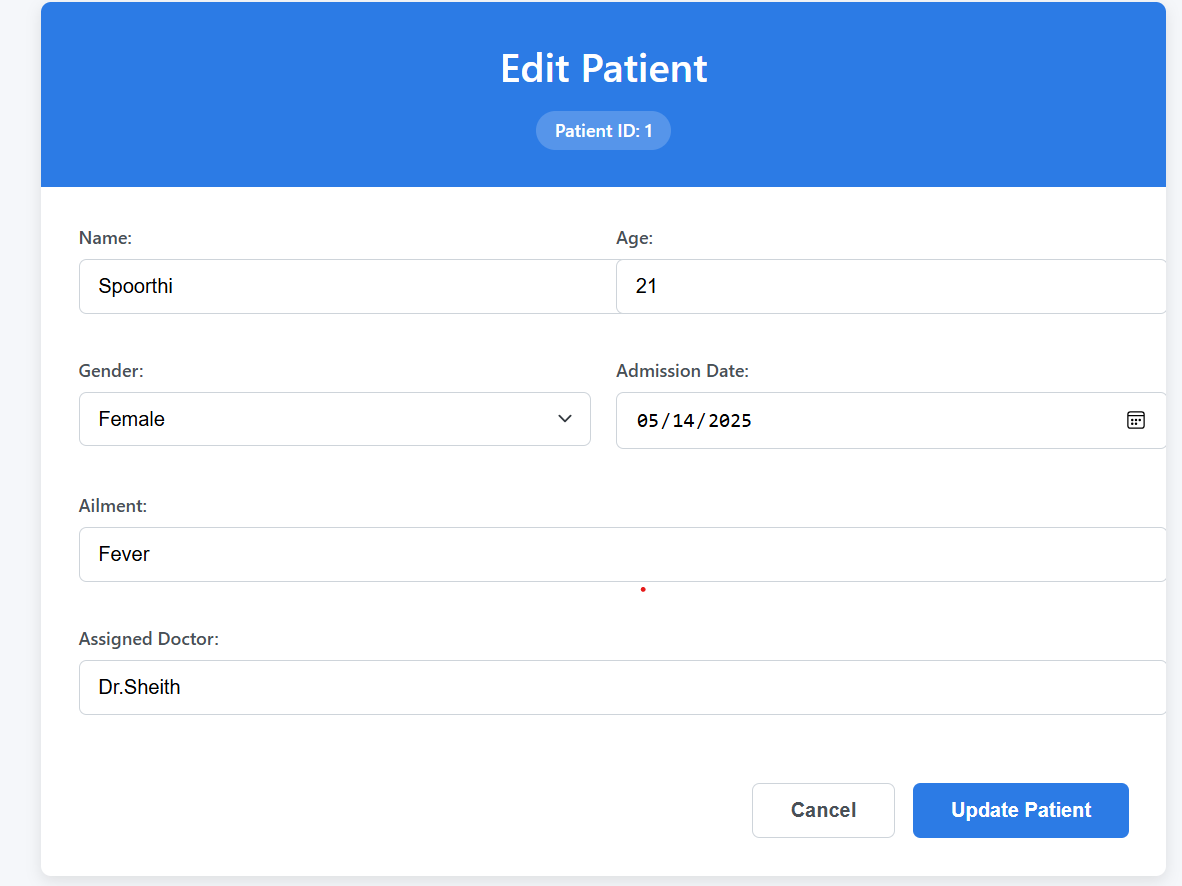 Edit Patient
Patient ID: 1
Name: Age:
Spoorthi 21
Gender: Admission Date:
Female 05/14/2025
Ailment:
Fever
Assigned Doctor:
Dr.Sheith
Cancel Update Patient